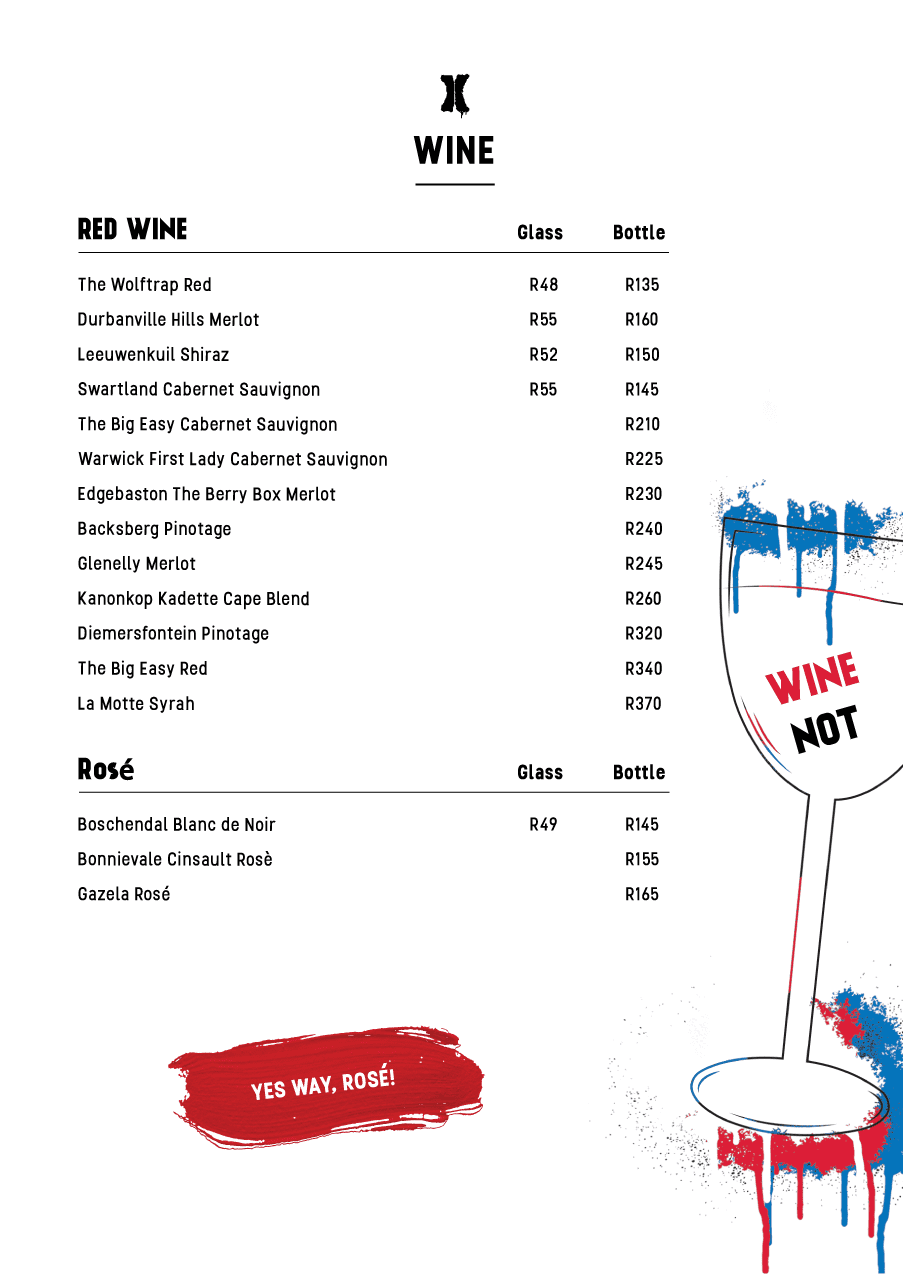 WINE
RED WINE Glass Bottle
The Wolftrap Red R48 R135
Durbanville Hills Merlot R55 R160
Leeuwenkuil Shiraz R52 R150
Swartland Cabernet Sauvignon R55 R145
The Big Easy Cabernet Sauvignon R210
Warwick First Lady Cabernet Sauvignon R225
Edgebaston The Berry Box Merlot R230
Backsberg Pinotage R240
Glenelly Merlot R245
Kanonkop Kadette Cape Blend R260
Diemersfontein Pinotage R320
The Big Easy Red R340
La Motte Syrah R370
WINE
NOT
Rosé Glass Bottle
Boschendal Blanc de Noir R49 R145
Bonnievale Cinsault Rosè R155
Gazela Rosé R165
YES WAY, ROSÉ!